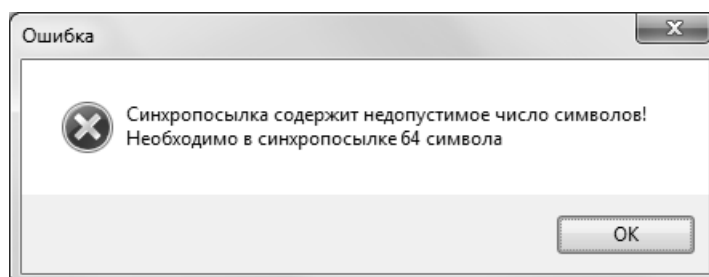 Ошибка
Синхропосылка содержит недопустимое число символов!
Необходимо в синхропосылке 64 символа
OK